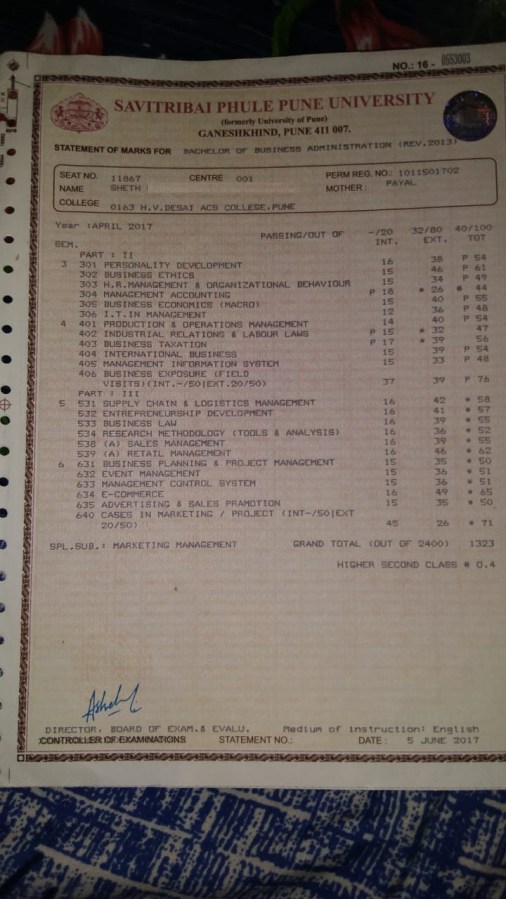 NO.: 16 - 0553003
SAVITRIBAI PHULE PUNE UNIVERSITY
(formerly University of Pune)
GANESHKHIND, PUNE 411 007.
STATEMENT OF MARKS FOR BACHELOR OF BUSINESS ADMINISTRATION (REV.2013)
SEAT NO. 11867 CENTRE 001 PERM REG. NO.: 1011501702
NAME SHETH MOTHER: PAYAL
COLLEGE 0163 H.V.DESAI ACS COLLEGE,PUNE
Year :APRIL 2017 PASSING/OUT OF -/20 32/80 40/100
SEM. INT. EXT. TOT
PART : II
3 301 PERSONALITY DEVELOPMENT 16 38 P 54
302 BUSINESS ETHICS 15 46 P 61
303 H.R.MANAGEMENT & ORGANIZATIONAL BEHAVIOUR 15 34 P 49
304 MANAGEMENT ACCOUNTING P 18 * 26 * 44
305 BUSINESS ECONOMICS (MACRO) 15 40 P 55
306 I.T.IN MANAGEMENT 12 36 P 48
4 401 PRODUCTION & OPERATIONS MANAGEMENT 14 40 P 54
402 INDUSTRIAL RELATIONS & LABOUR LAWS P 15 * 32 47
403 BUSINESS TAXATION P 17 * 39 56
404 INTERNATIONAL BUSINESS 15 39 P 54
405 MANAGEMENT INFORMATION SYSTEM 15 33 P 48
406 BUSINESS EXPOSURE (FIELD
VISITS)(INT.-/50|EXT.20/50) 37 39 P 76
PART : III
5 531 SUPPLY CHAIN & LOGISTICS MANAGEMENT 16 42 * 58
532 ENTREPRENEURSHIP DEVELOPMENT 16 41 * 57
533 BUSINESS LAW 16 39 * 55
534 RESEARCH METHODOLOGY (TOOLS & ANALYSIS) 16 36 * 52
538 (A) SALES MANAGEMENT 16 39 * 55
539 (A) RETAIL MANAGEMENT 16 46 * 62
6 631 BUSINESS PLANNING & PROJECT MANAGEMENT 15 35 * 50
632 EVENT MANAGEMENT 15 36 * 51
633 MANAGEMENT CONTROL SYSTEM 15 36 * 51
634 E-COMMERCE 16 49 * 65
635 ADVERTISING & SALES PRAMOTION 15 35 * 50
640 CASES IN MARKETING / PROJECT (INT-/50|EXT
20/50) 45 26 * 71
SPL.SUB.: MARKETING MANAGEMENT GRAND TOTAL (OUT OF 2400) 1323
HIGHER SECOND CLASS # 0.4
DIRECTOR, BOARD OF EXAM.& EVALU. Medium of instruction: English
CONTROLLER OF EXAMINATIONS STATEMENT NO.: DATE: 5 JUNE 2017